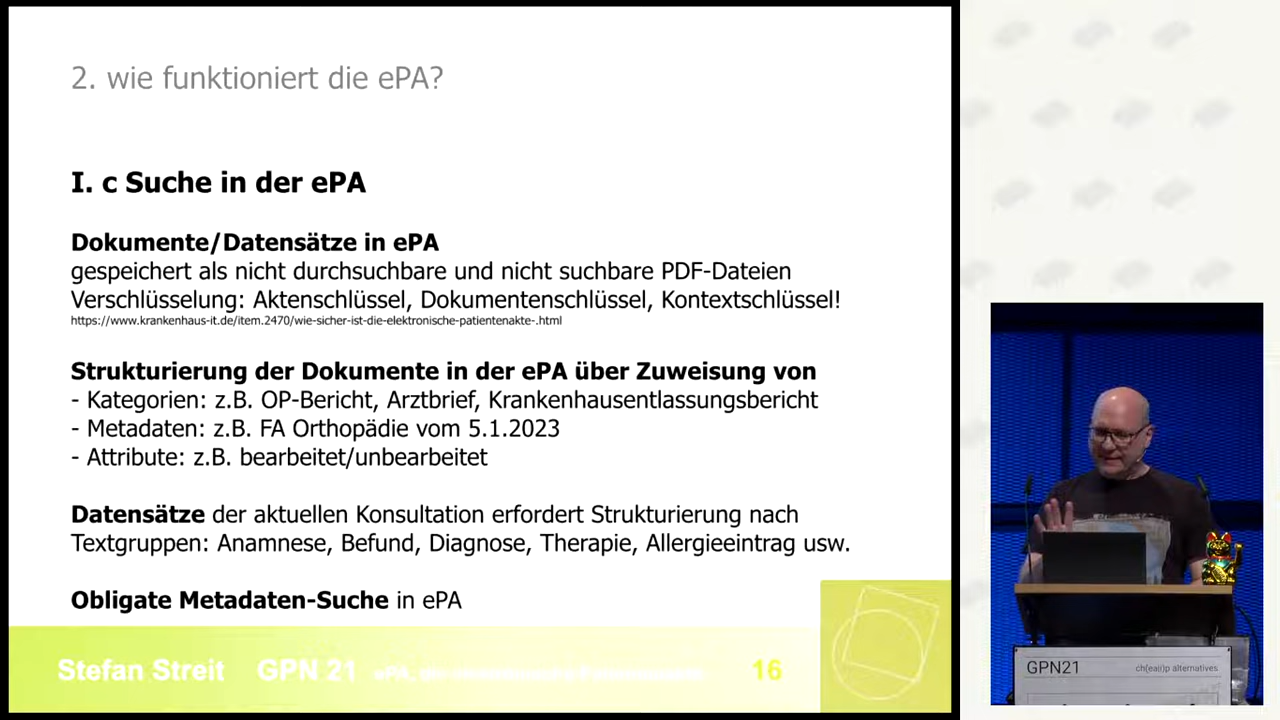 2. wie funktioniert die ePA?
I. c Suche in der ePA
Dokumente/Datensätze in ePA
gespeichert als nicht durchsuchbare und nicht suchbare PDF-Dateien
Verschlüsselung: Aktenschlüssel, Dokumentenschlüssel, Kontextschlüssel!
https://www.krankenhaus-it.de/item.2470/wie-sicher-ist-die-elektronische-patientenakte-.html
Strukturierung der Dokumente in der ePA über Zuweisung von
- Kategorien: z.B. OP-Bericht, Arztbrief, Krankenhausentlassungsbericht
- Metadaten: z.B. FA Orthopädie vom 5.1.2023
- Attribute: z.B. bearbeitet/unbearbeitet
Datensätze der aktuellen Konsultation erfordert Strukturierung nach
Textgruppen: Anamnese, Befund, Diagnose, Therapie, Allergieeintrag usw.
Obligate Metadaten-Suche in ePA
Stefan Streit GPN 21 16
GPN21 ch(ea)p alternatives